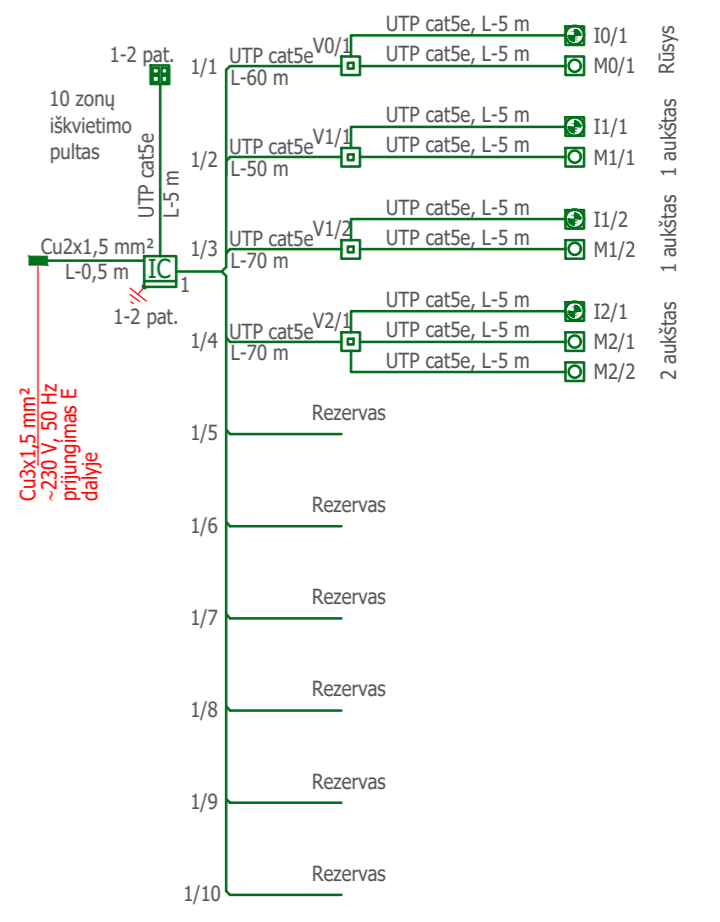 1-2 pat.
10 zonų
iškvietimo
pultas
UTP cat5e
L-5 m
Cu2x1,5 mm²
L-0,5 m
IC
1
1-2 pat.
Cu3x1,5 mm²
~230 V, 50 Hz
prijungimas E
dalyje
1/1
UTP cat5e
L-60 m
V0/1
UTP cat5e, L-5 m
I0/1
UTP cat5e, L-5 m
M0/1
Rūsys
1/2
UTP cat5e
L-50 m
V1/1
UTP cat5e, L-5 m
I1/1
UTP cat5e, L-5 m
M1/1
1 aukštas
1/3
UTP cat5e
L-70 m
V1/2
UTP cat5e, L-5 m
I1/2
UTP cat5e, L-5 m
M1/2
1 aukštas
1/4
UTP cat5e
L-70 m
V2/1
UTP cat5e, L-5 m
I2/1
UTP cat5e, L-5 m
M2/1
UTP cat5e, L-5 m
M2/2
2 aukštas
1/5
Rezervas
1/6
Rezervas
1/7
Rezervas
1/8
Rezervas
1/9
Rezervas
1/10
Rezervas